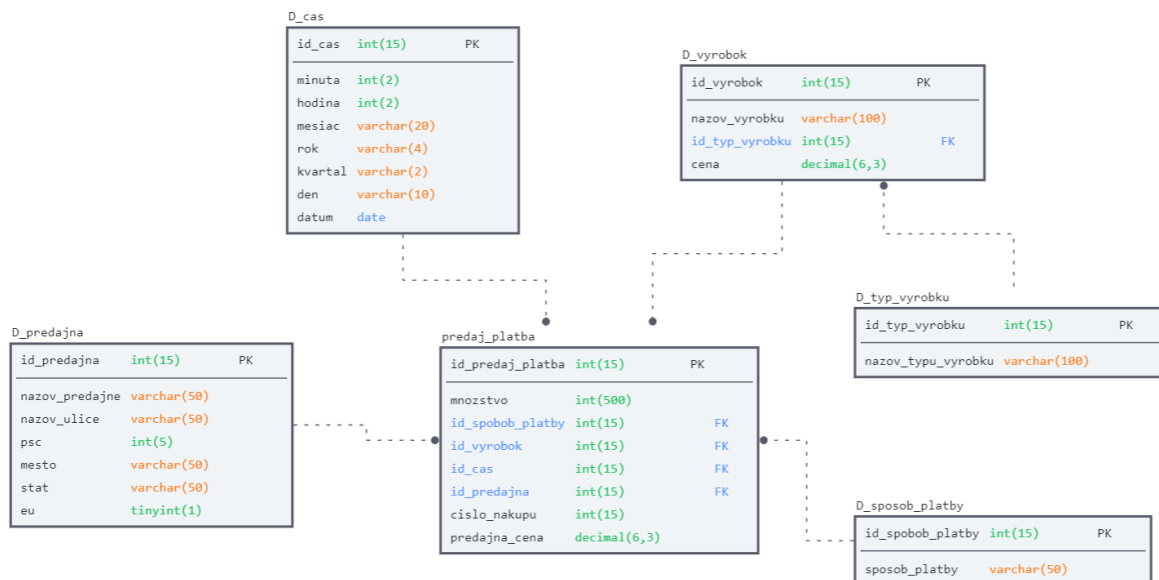 D_cas
id_cas int(15) PK
minuta int(2)
hodina int(2)
mesiac varchar(20)
rok varchar(4)
kvartal varchar(2)
den varchar(10)
datum date
D_vyrobok
id_vyrobok int(15) PK
nazov_vyrobku varchar(100)
id_typ_vyrobku int(15) FK
cena decimal(6,3)
D_typ_vyrobku
id_typ_vyrobku int(15) PK
nazov_typu_vyrobku varchar(100)
D_predajna
id_predajna int(15) PK
nazov_predajne varchar(50)
nazov_ulice varchar(50)
psc int(5)
mesto varchar(50)
stat varchar(50)
eu tinyint(1)
predaj_platba
id_predaj_platba int(15) PK
mnozstvo int(500)
id_spobob_platby int(15) FK
id_vyrobok int(15) FK
id_cas int(15) FK
id_predajna int(15) FK
cislo_nakupu int(15)
predajna_cena decimal(6,3)
D_sposob_platby
id_spobob_platby int(15) PK
sposob_platby varchar(50)